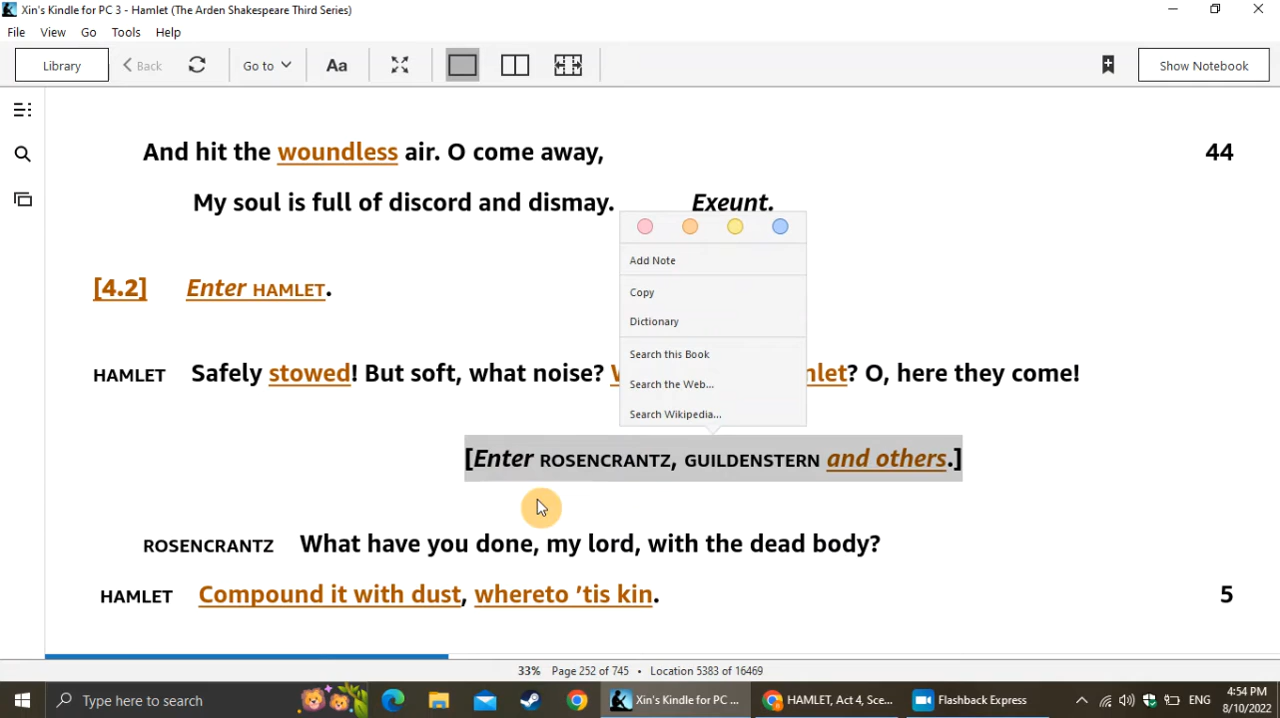 Xin's Kindle for PC 3 - Hamlet (The Arden Shakespeare Third Series)
File View Go Tools Help
Library Back Go to Aa Show Notebook
And hit the woundless air. O come away, 44
My soul is full of discord and dismay. Exeunt.
Add Note
[4.2] Enter HAMLET.
Copy
Dictionary
Search this Book
HAMLET Safely stowed! But soft, what noise? hlet? O, here they come!
Search the Web...
Search Wikipedia...
[Enter ROSENCRANTZ, GUILDENSTERN and others.]
ROSENCRANTZ What have you done, my lord, with the dead body?
HAMLET Compound it with dust, whereto 'tis kin. 5
33% Page 252 of 745 • Location 5383 of 16469
Type here to search Xin's Kindle for PC ... HAMLET, Act 4, Sce... Flashback Express ENG 4:54 PM
8/10/2022